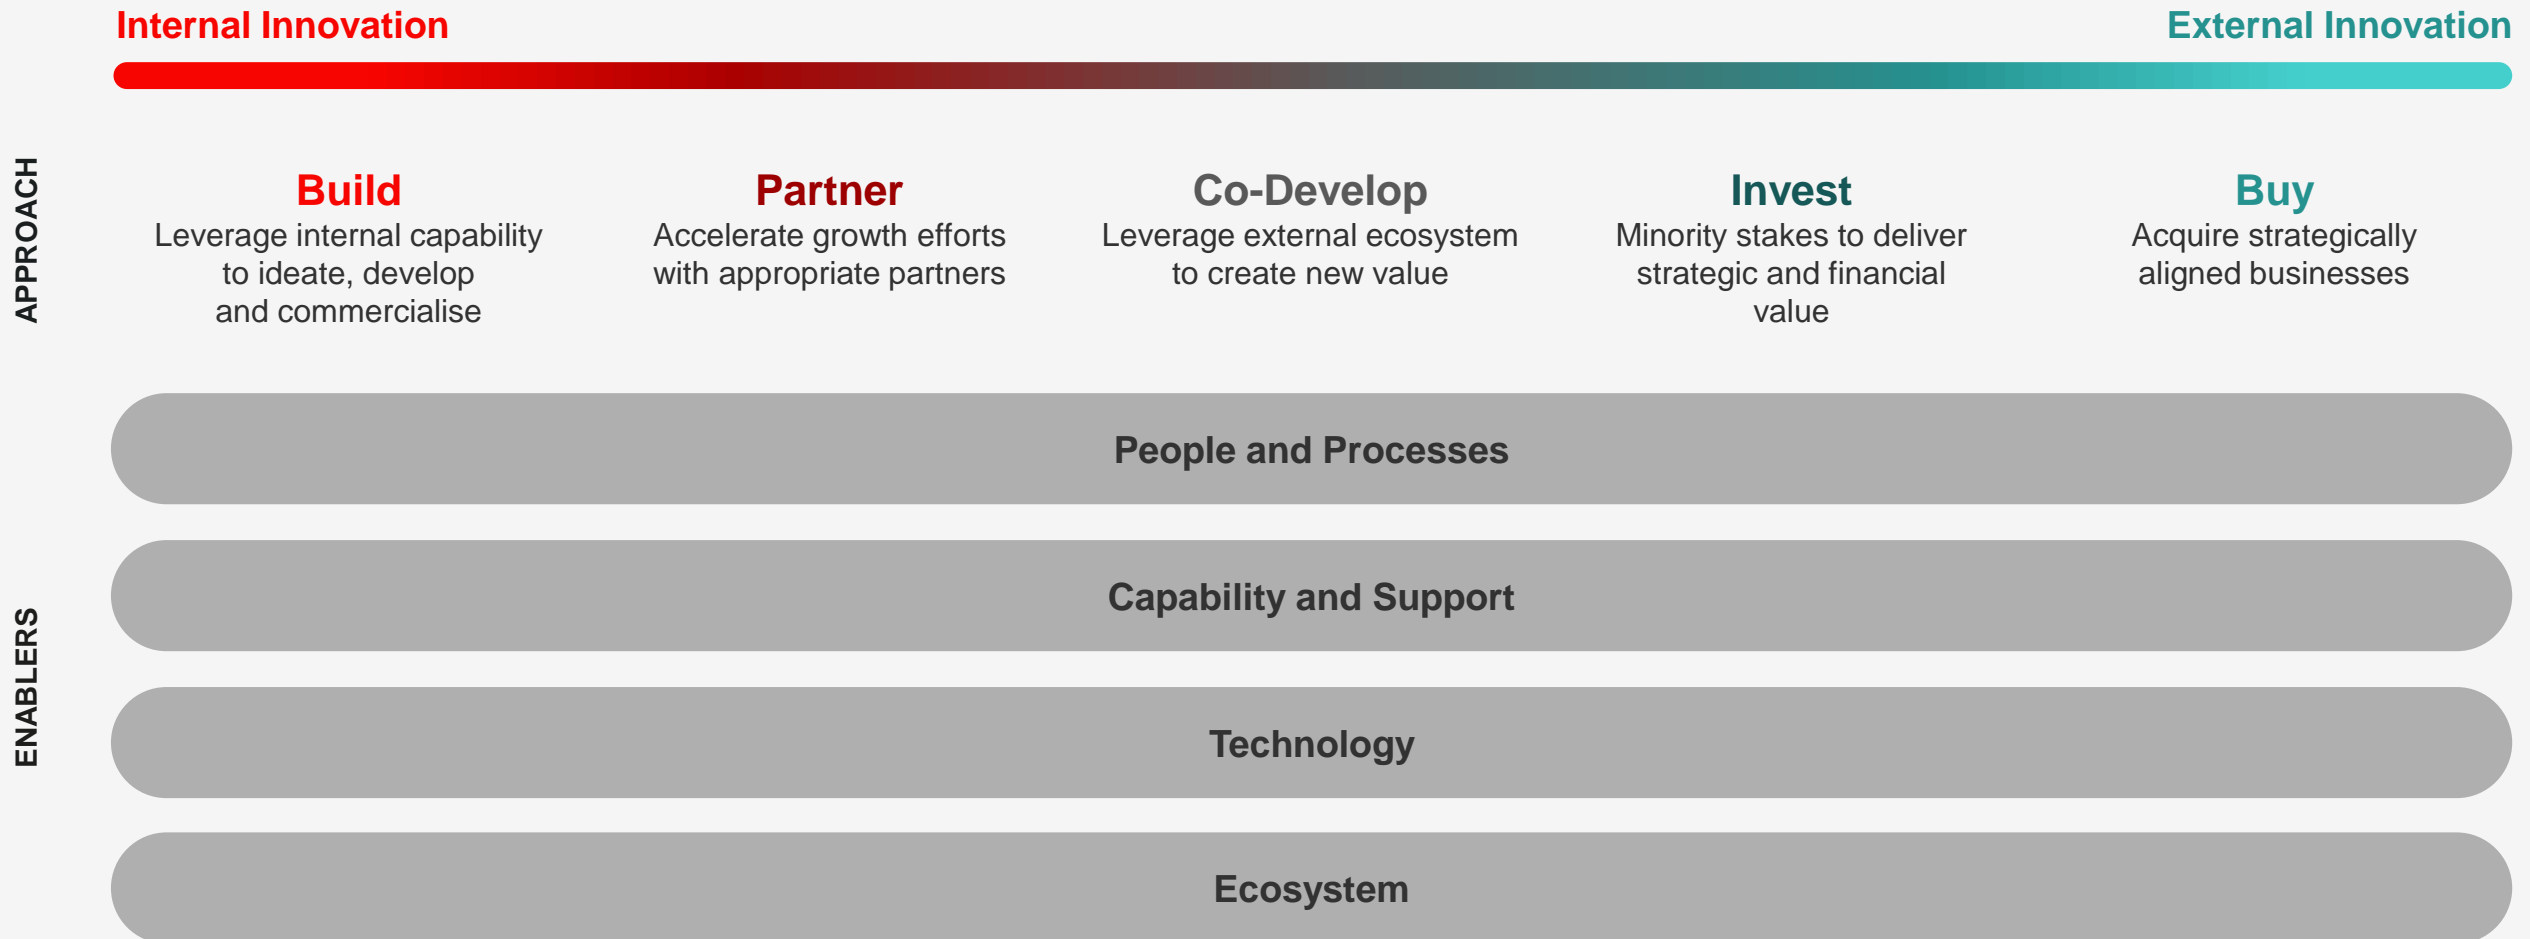 Internal Innovation
External Innovation
APPROACH
Build
Leverage internal capability
to ideate, develop
and commercialise
Partner
Accelerate growth efforts
with appropriate partners
Co-Develop
Leverage external ecosystem
to create new value
Invest
Minority stakes to deliver
strategic and financial
value
Buy
Acquire strategically
aligned businesses
ENABLERS
People and Processes
Capability and Support
Technology
Ecosystem